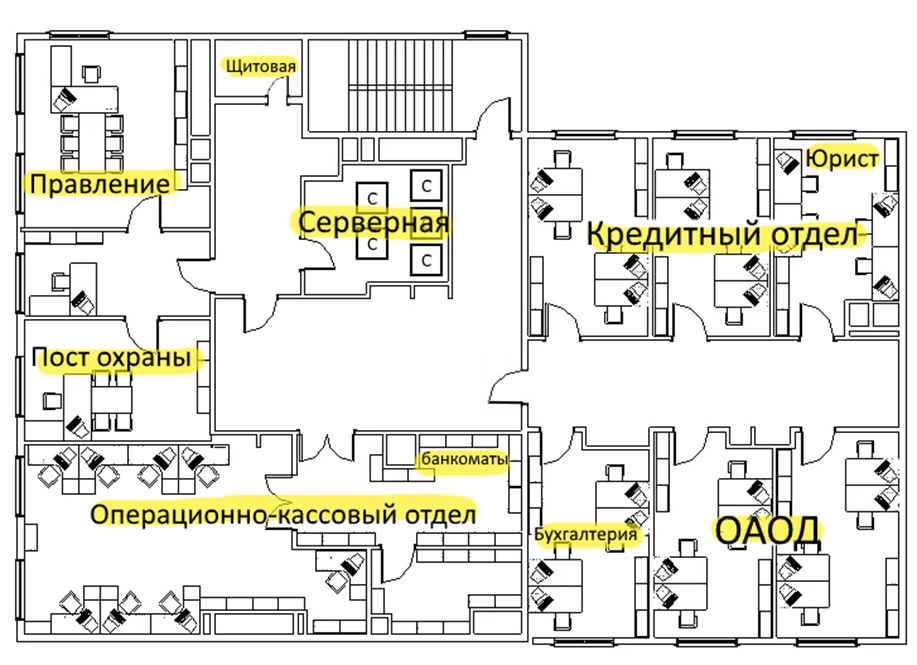 Щитовая
Юрист
Правление
Серверная
С
С
С
С
Кредитный отдел
Пост охраны
банкоматы
Операционно-кассовый отдел
Бухгалтерия
ОАОД